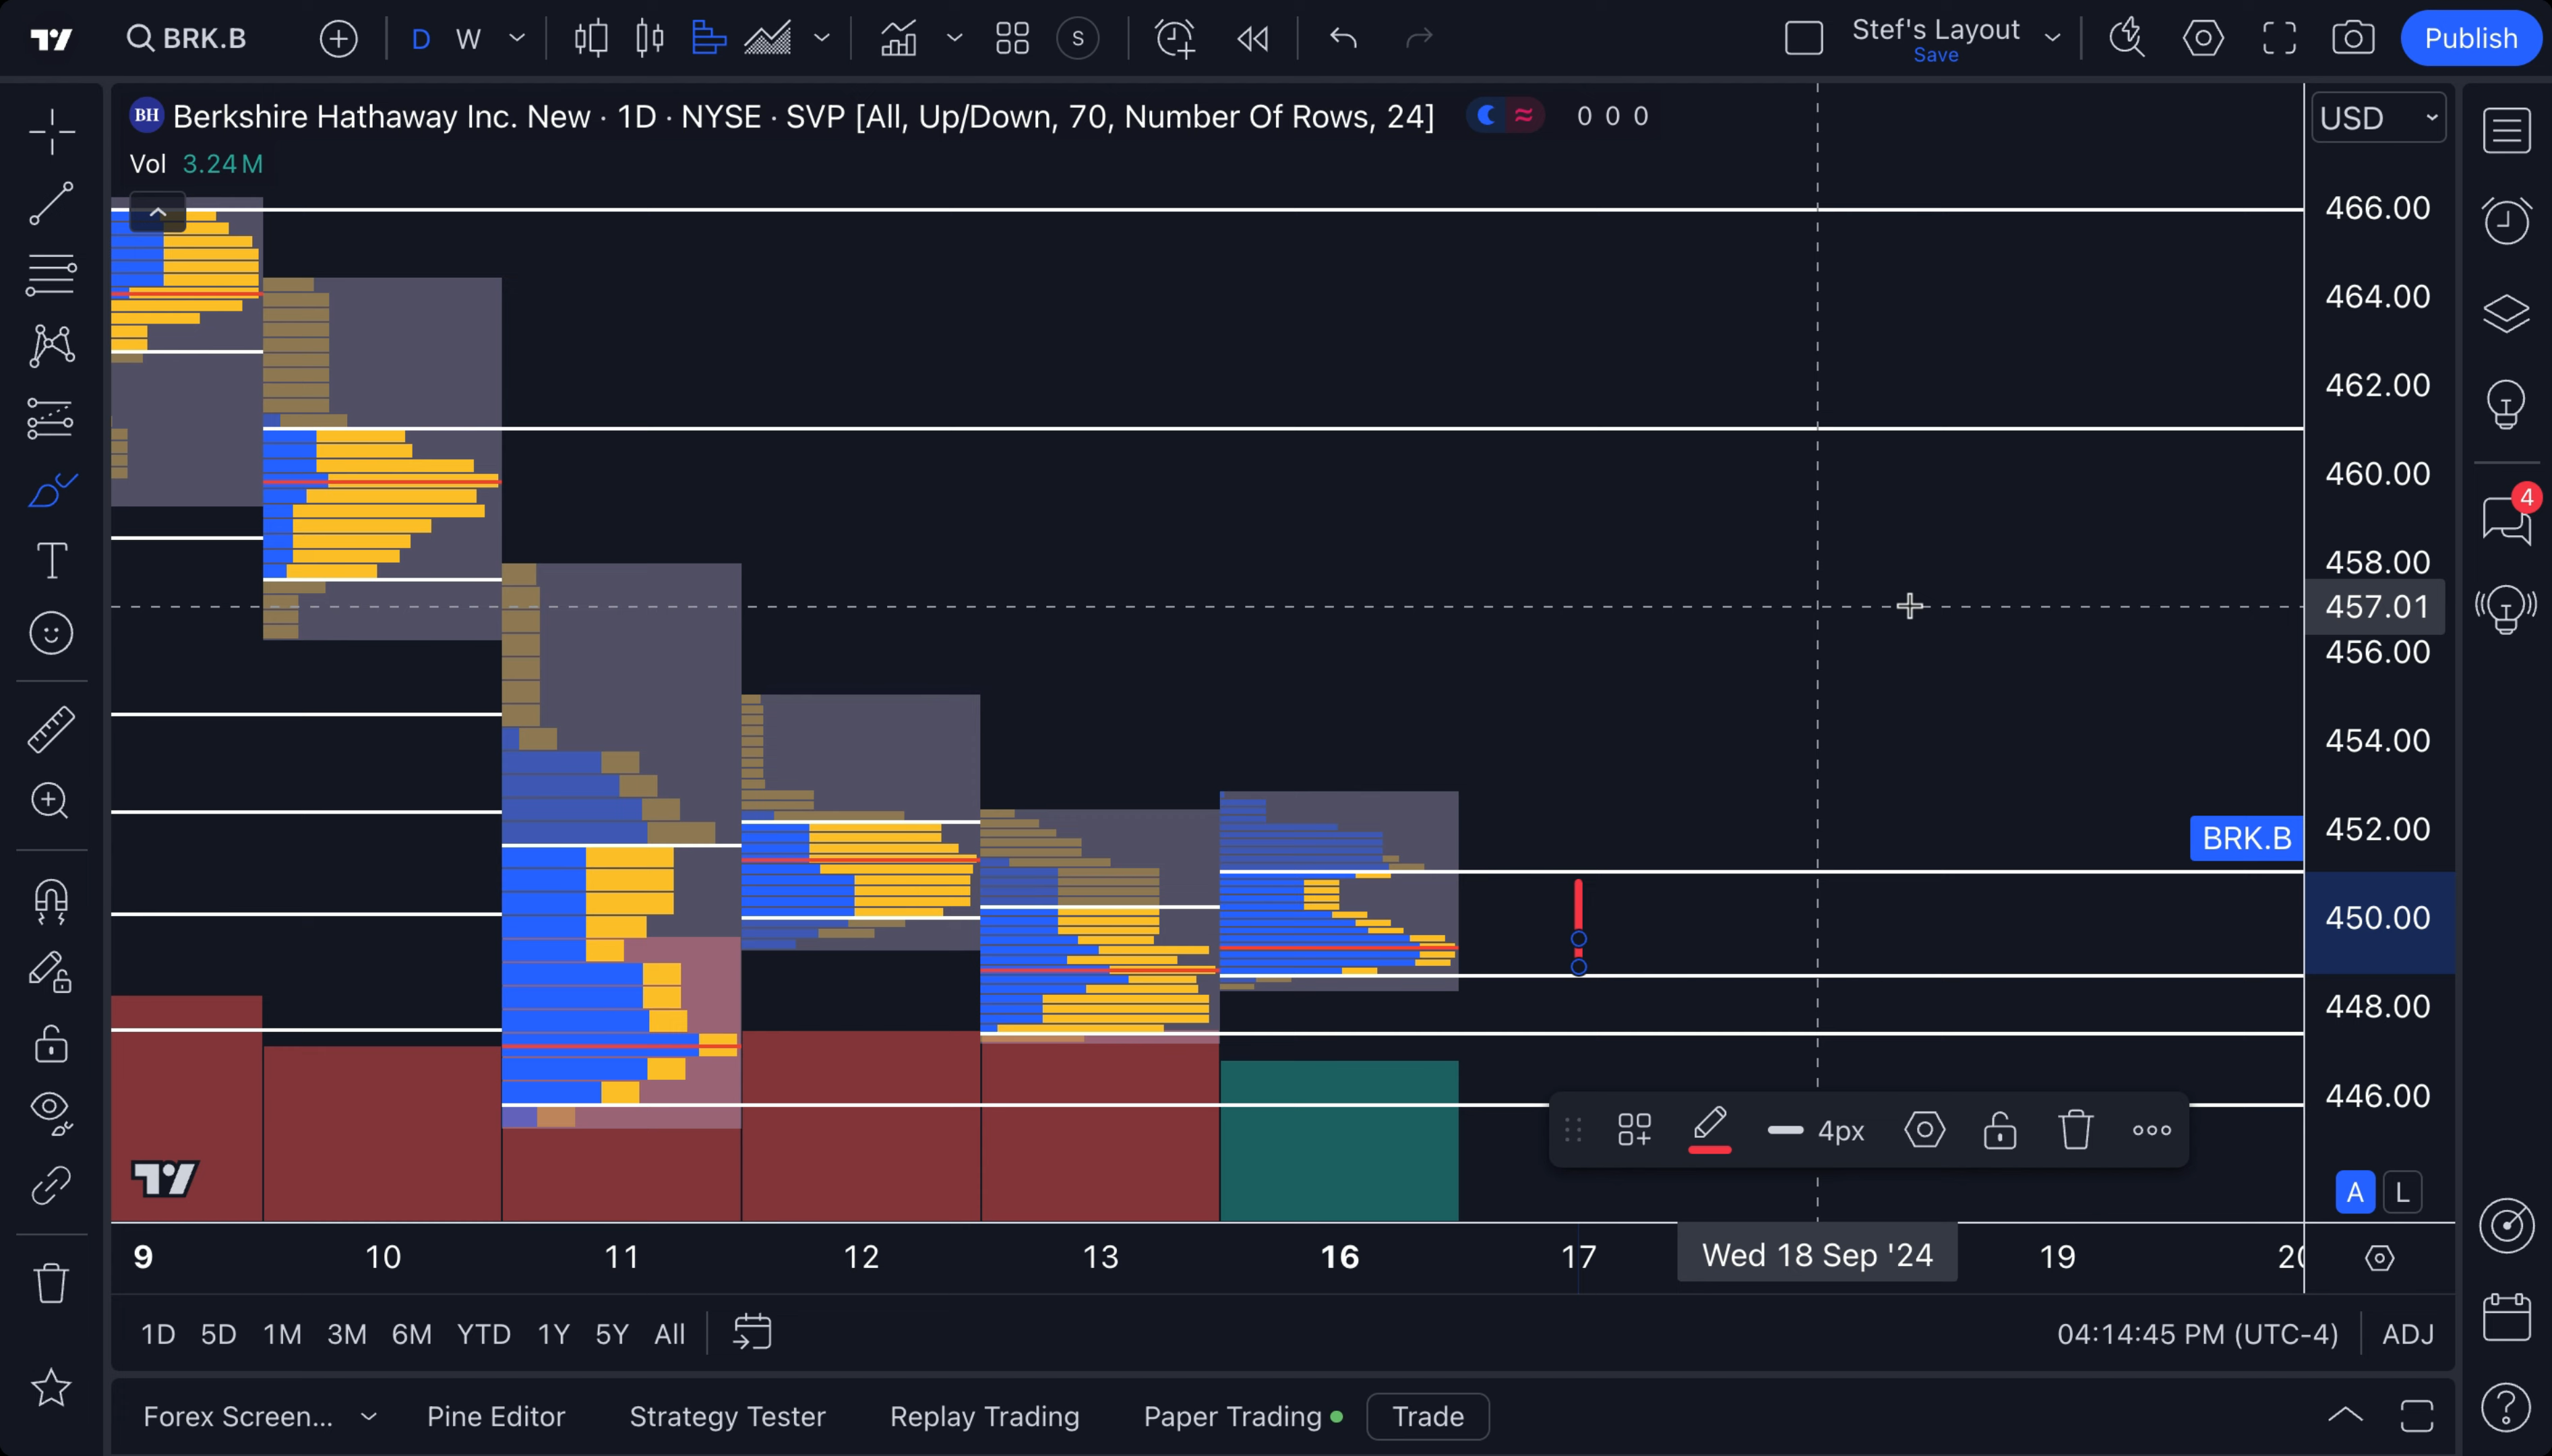 BRK.B
D W
S
Stef's Layout
Save
Publish
BH Berkshire Hathaway Inc. New · 1D · NYSE · SVP [All, Up/Down, 70, Number Of Rows, 24] 0 0 0
USD
Vol 3.24M
466.00
464.00
462.00
460.00
4
458.00
457.01
456.00
454.00
BRK.B
452.00
450.00
448.00
446.00
4px
A L
9 10 11 12 13 16 17 Wed 18 Sep '24 19
1D 5D 1M 3M 6M YTD 1Y 5Y All
04:14:45 PM (UTC-4) ADJ
Forex Screen... Pine Editor Strategy Tester Replay Trading Paper Trading Trade